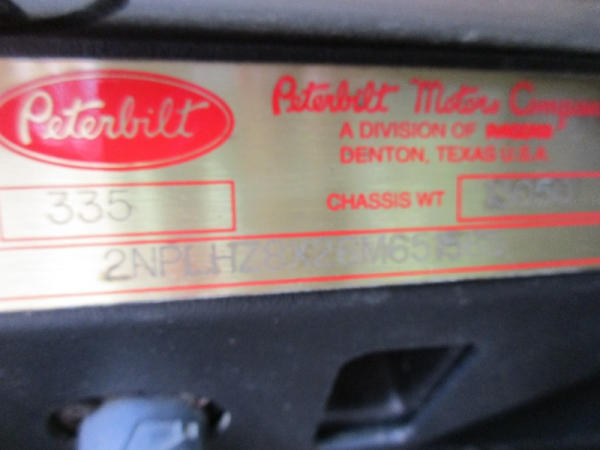 Peterbilt
Peterbilt Motors Company
A DIVISION OF
DENTON, TEXAS U.S.A.
335
CHASSIS WT